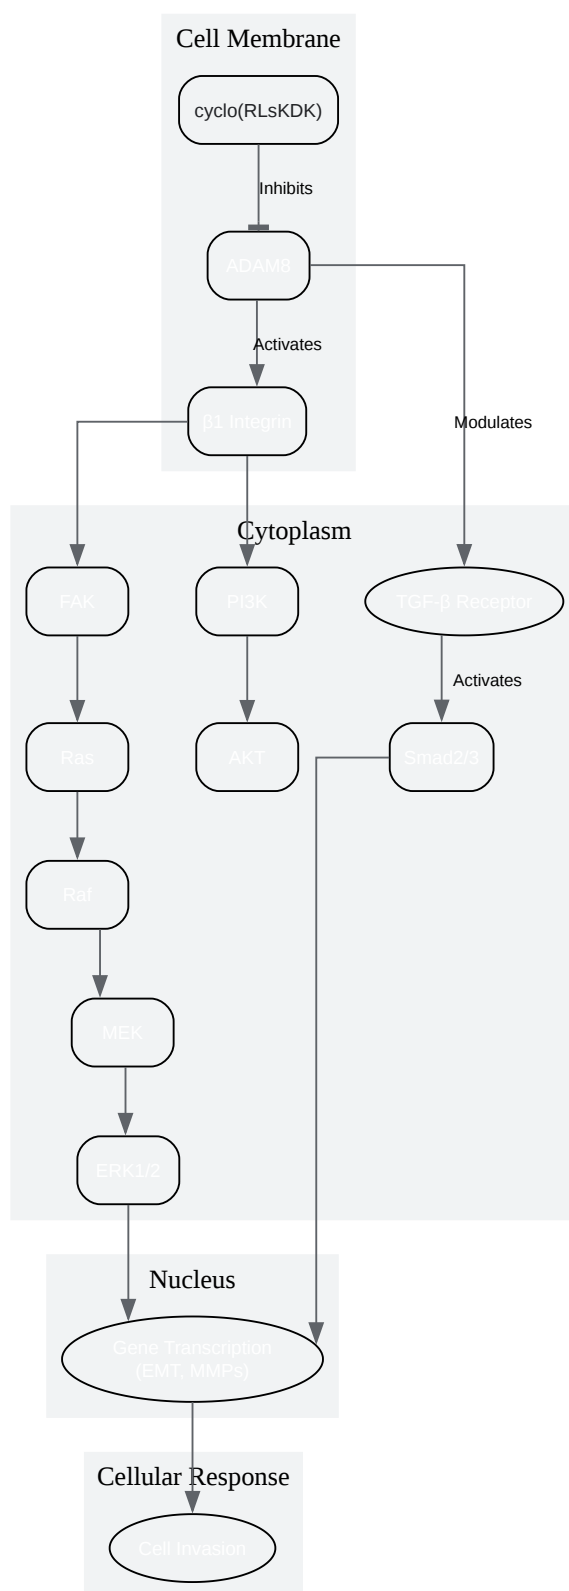 Cell Membrane
cyclo(RLsKDK)
Inhibits
ADAM8
Activates
β1 Integrin
Modulates
Cytoplasm
FAK
PI3K
TGF-β Receptor
Activates
Ras
AKT
Smad2/3
Raf
MEK
ERK1/2
Nucleus
Gene Transcription
(EMT, MMPs)
Cellular Response
Cell Invasion